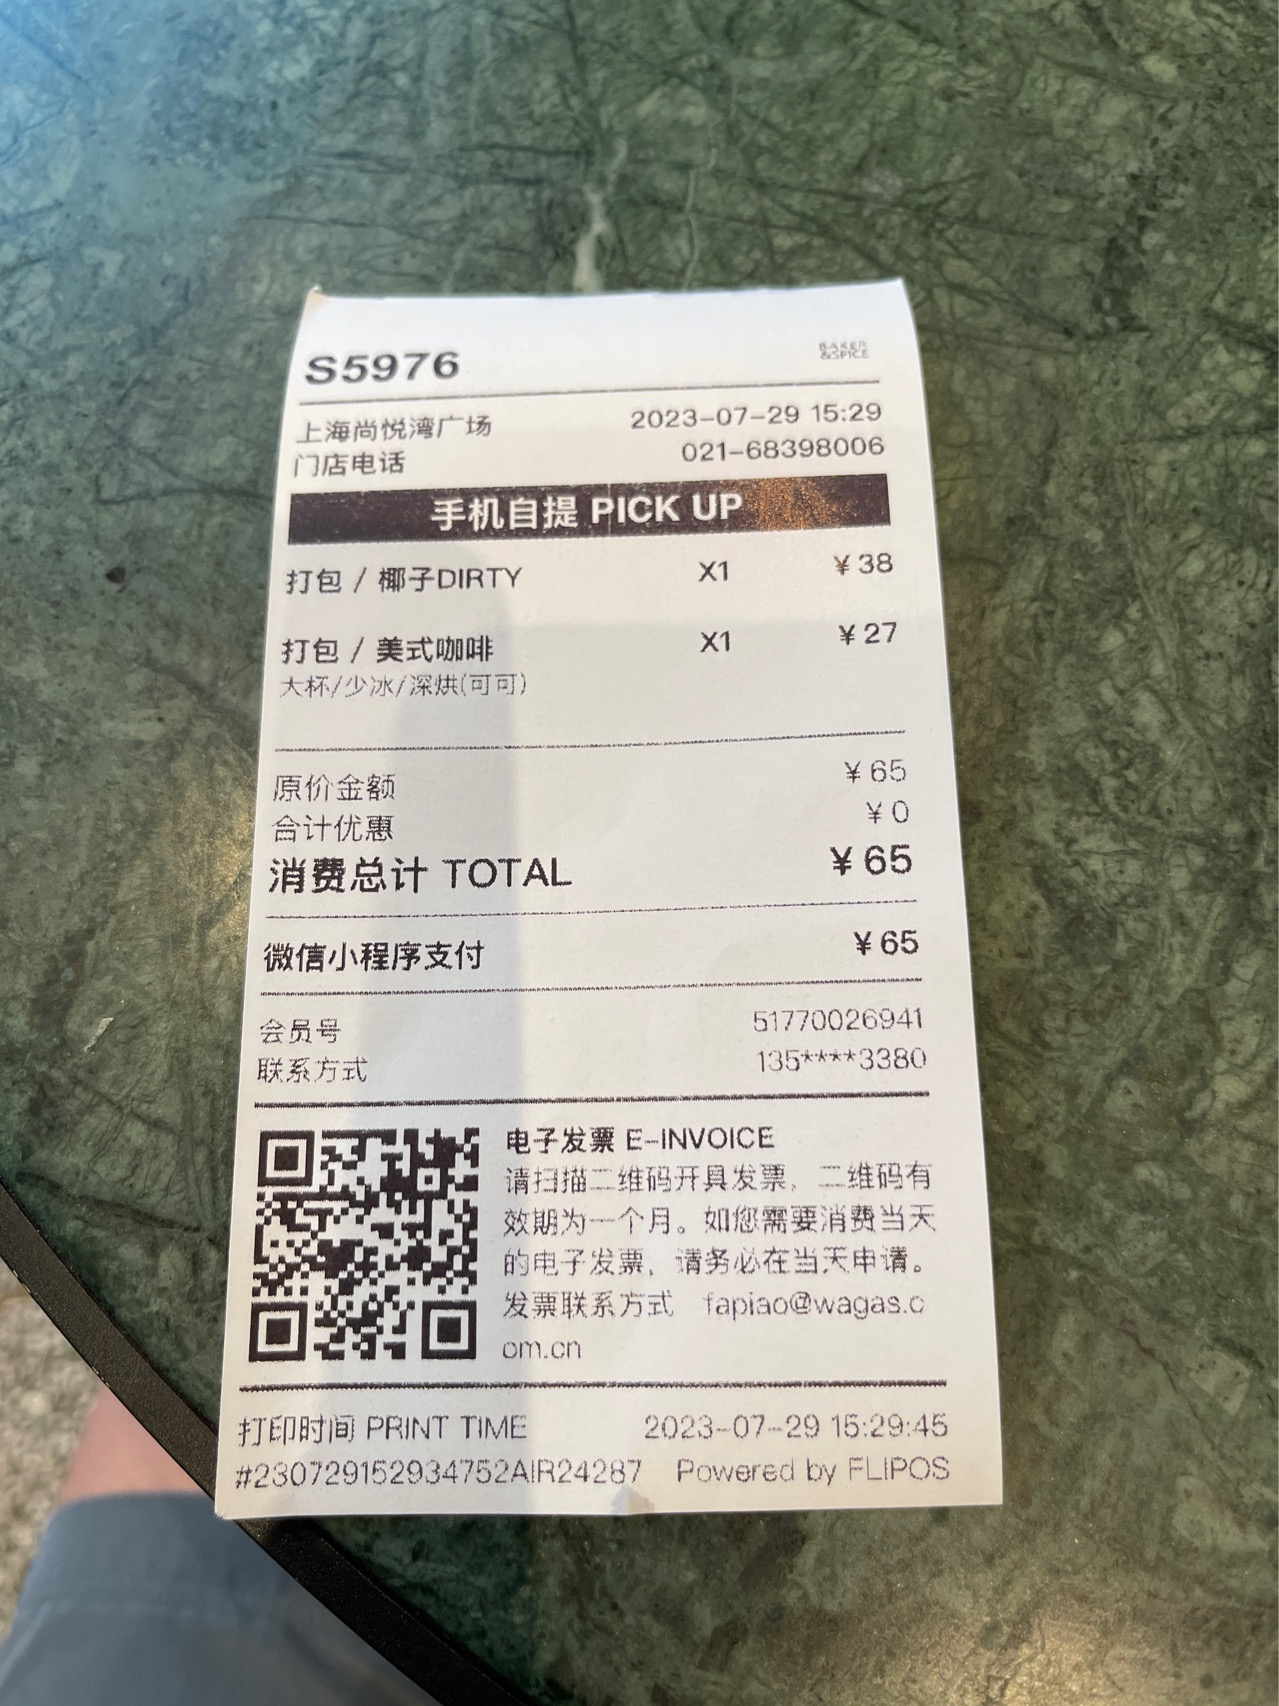 S5976
BAKER
&SPICE
上海尚悦湾广场 2023-07-29 15:29
门店电话 021-68398006
手机自提 PICK UP
打包 / 椰子DIRTY X1 ¥38
打包 / 美式咖啡 X1 ¥27
大杯/少冰/深烘(可可)
原价金额 ¥65
合计优惠 ¥0
消费总计 TOTAL ¥65
微信小程序支付 ¥65
会员号 51770026941
联系方式 135****3380
电子发票 E-INVOICE
请扫描二维码开具发票，二维码有
效期为一个月。如您需要消费当天
的电子发票，请务必在当天申请。
发票联系方式 fapiao@wagas.c
om.cn
打印时间 PRINT TIME 2023-07-29 15:29:45
#230729152934752AIR24287 Powered by FLIPOS